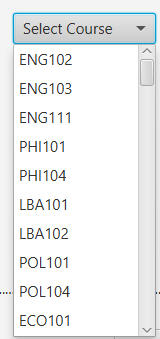 Select Course
ENG102
ENG103
ENG111
PHI101
PHI104
LBA101
LBA102
POL101
POL104
ECO101